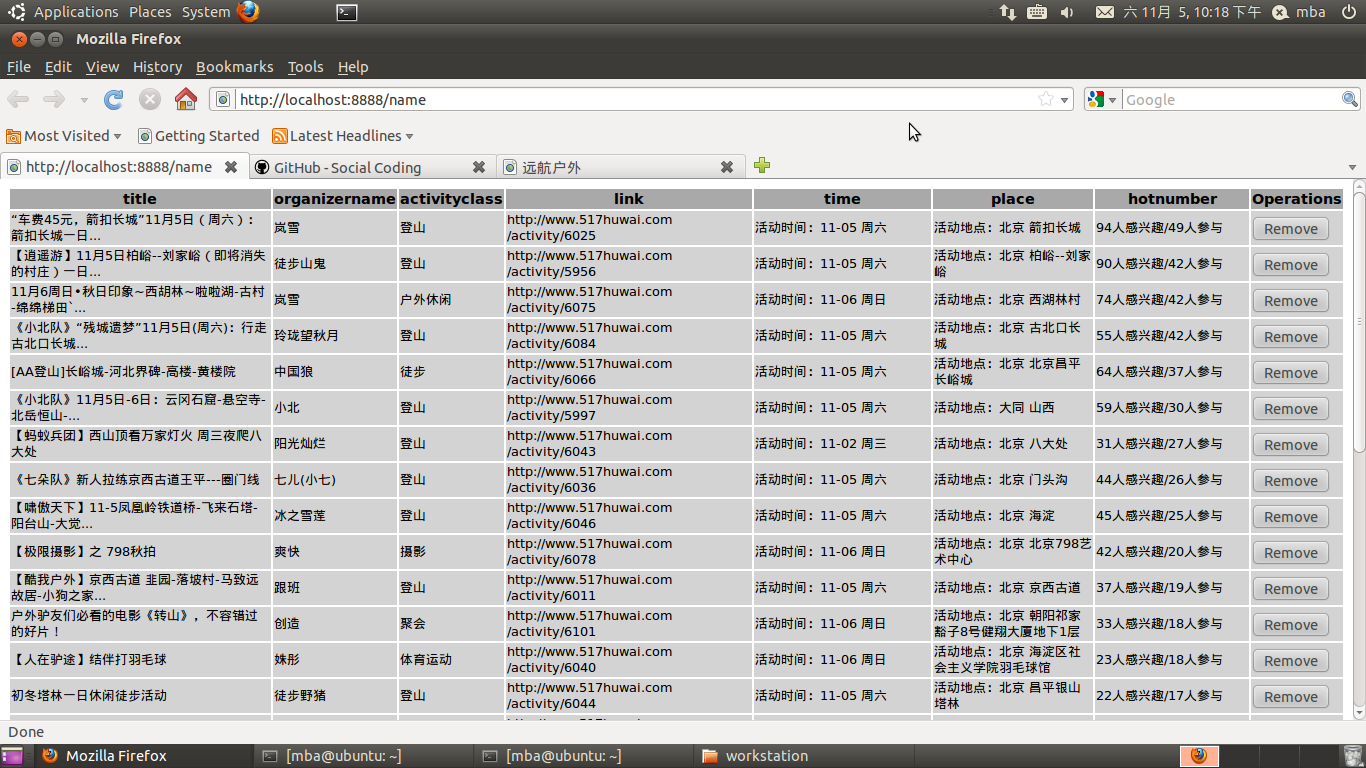 Applications Places System 六 11月 5, 10:18 下午 mba
Mozilla Firefox
File Edit View History Bookmarks Tools Help
http://localhost:8888/name Google
Most Visited Getting Started Latest Headlines
http://localhost:8888/name GitHub - Social Coding 远航户外
title organizername activityclass link time place hotnumber Operations
“车费45元，箭扣长城”11月5日（周六）：
箭扣长城一日... 岚雪 登山 http://www.517huwai.com
/activity/6025 活动时间：11-05 周六 活动地点：北京 箭扣长城 94人感兴趣/49人参与 Remove
【逍遥游】11月5日柏峪--刘家峪（即将消失
的村庄）一日... 徒步山鬼 登山 http://www.517huwai.com
/activity/5956 活动时间：11-05 周六 活动地点：北京 柏峪--刘家
峪 90人感兴趣/42人参与 Remove
11月6周日•秋日印象~西胡林~啦啦湖-古村
-绵绵梯田`... 岚雪 户外休闲 http://www.517huwai.com
/activity/6075 活动时间：11-06 周日 活动地点：北京 西湖林村 74人感兴趣/42人参与 Remove
《小北队》“残城遗梦”11月5日(周六)：行走
古北口长城... 玲珑望秋月 登山 http://www.517huwai.com
/activity/6084 活动时间：11-05 周六 活动地点：北京 古北口长
城 55人感兴趣/42人参与 Remove
[AA登山]长峪城-河北界碑-高楼-黄楼院 中国狼 徒步 http://www.517huwai.com
/activity/6066 活动时间：11-05 周六 活动地点：北京 北京昌平
长峪城 64人感兴趣/37人参与 Remove
《小北队》11月5日-6日：云冈石窟-悬空寺-
北岳恒山-... 小北 登山 http://www.517huwai.com
/activity/5997 活动时间：11-05 周六 活动地点：大同 山西 59人感兴趣/30人参与 Remove
【蚂蚁兵团】西山顶看万家灯火 周三夜爬八
大处 阳光灿烂 登山 http://www.517huwai.com
/activity/6043 活动时间：11-02 周三 活动地点：北京 八大处 31人感兴趣/27人参与 Remove
《七朵队》新人拉练京西古道王平---圈门线 七儿(小七) 登山 http://www.517huwai.com
/activity/6036 活动时间：11-05 周六 活动地点：北京 门头沟 44人感兴趣/26人参与 Remove
【啸傲天下】11-5凤凰岭铁道桥-飞来石塔-
阳台山-大觉... 冰之雪莲 登山 http://www.517huwai.com
/activity/6046 活动时间：11-05 周六 活动地点：北京 海淀 45人感兴趣/25人参与 Remove
【极限摄影】之 798秋拍 爽快 摄影 http://www.517huwai.com
/activity/6078 活动时间：11-06 周日 活动地点：北京 北京798艺
术中心 42人感兴趣/20人参与 Remove
【酷我户外】京西古道 韭园-落坡村-马致远
故居-小狗之家... 跟班 登山 http://www.517huwai.com
/activity/6011 活动时间：11-05 周六 活动地点：北京 京西古道 37人感兴趣/19人参与 Remove
户外驴友们必看的电影《转山》，不容错过
的好片！ 创造 聚会 http://www.517huwai.com
/activity/6101 活动时间：11-06 周日 活动地点：北京 朝阳祁家
豁子8号健翔大厦地下1层 33人感兴趣/18人参与 Remove
【人在驴途】结伴打羽毛球 姝彤 体育运动 http://www.517huwai.com
/activity/6040 活动时间：11-06 周日 活动地点：北京 海淀区社
会主义学院羽毛球馆 23人感兴趣/18人参与 Remove
初冬塔林一日休闲徒步活动 徒步野猪 登山 http://www.517huwai.com
/activity/6044 活动时间：11-05 周六 活动地点：北京 昌平银山
塔林 22人感兴趣/17人参与 Remove
Done
Mozilla Firefox [mba@ubuntu: ~] [mba@ubuntu: ~] workstation